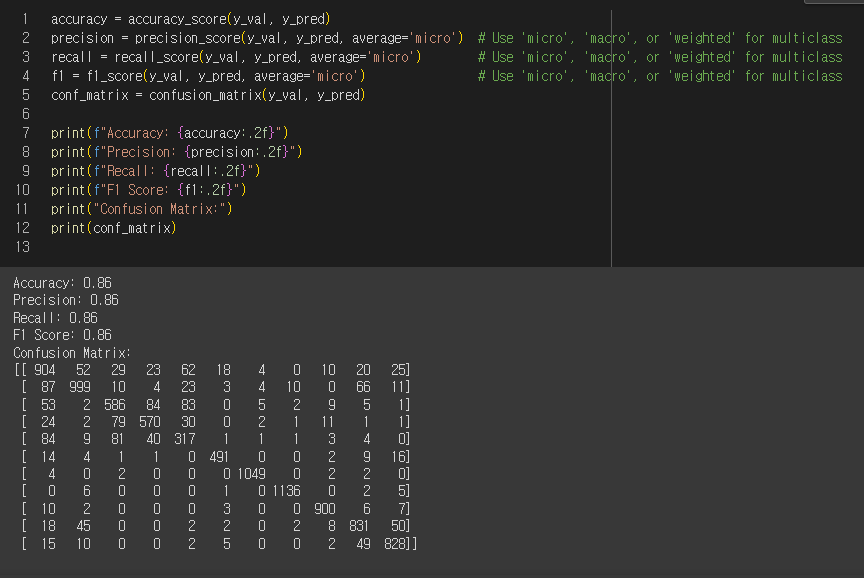 1 accuracy = accuracy_score(y_val, y_pred)
2 precision = precision_score(y_val, y_pred, average='micro')  # Use 'micro', 'macro', or 'weighted' for multiclass
3 recall = recall_score(y_val, y_pred, average='micro')        # Use 'micro', 'macro', or 'weighted' for multiclass
4 f1 = f1_score(y_val, y_pred, average='micro')                # Use 'micro', 'macro', or 'weighted' for multiclass
5 conf_matrix = confusion_matrix(y_val, y_pred)
6
7 print(f"Accuracy: {accuracy:.2f}")
8 print(f"Precision: {precision:.2f}")
9 print(f"Recall: {recall:.2f}")
10 print(f"F1 Score: {f1:.2f}")
11 print("Confusion Matrix:")
12 print(conf_matrix)
13
Accuracy: 0.86
Precision: 0.86
Recall: 0.86
F1 Score: 0.86
Confusion Matrix:
[[ 904   52   29   23   62   18    4    0   10   20   25]
 [  87  999   10    4   23    3    4   10    0   66   11]
 [  53    2  586   84   83    0    5    2    9    5    1]
 [  24    2   79  570   30    0    2    1   11    1    1]
 [  84    9   81   40  317    1    1    1    3    4    0]
 [  14    4    1    1    0  491    0    0    2    9   16]
 [   4    0    2    0    0    0 1049    0    2    2    0]
 [   0    6    0    0    0    1    0 1136    0    2    5]
 [  10    2    0    0    0    3    0    0  900    6    7]
 [  18   45    0    0    2    2    0    2    8  831   50]
 [  15   10    0    0    2    5    0    0    2   49  828]]